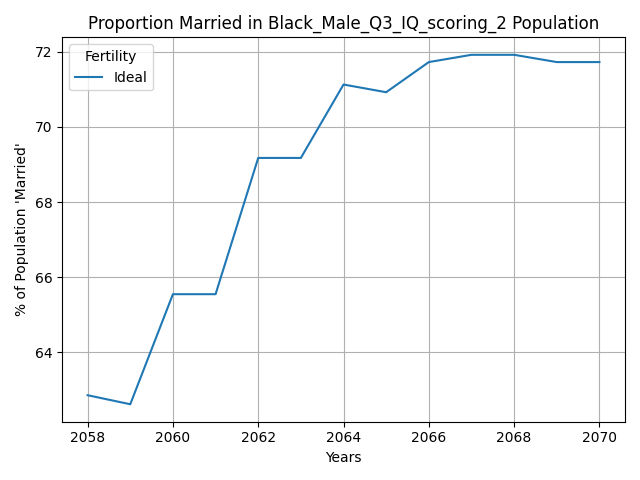 Proportion Married in Black_Male_Q3_IQ_scoring_2 Population
Fertility
Ideal
% of Population 'Married'
72
70
68
66
64
2058 2060 2062 2064 2066 2068 2070
Years